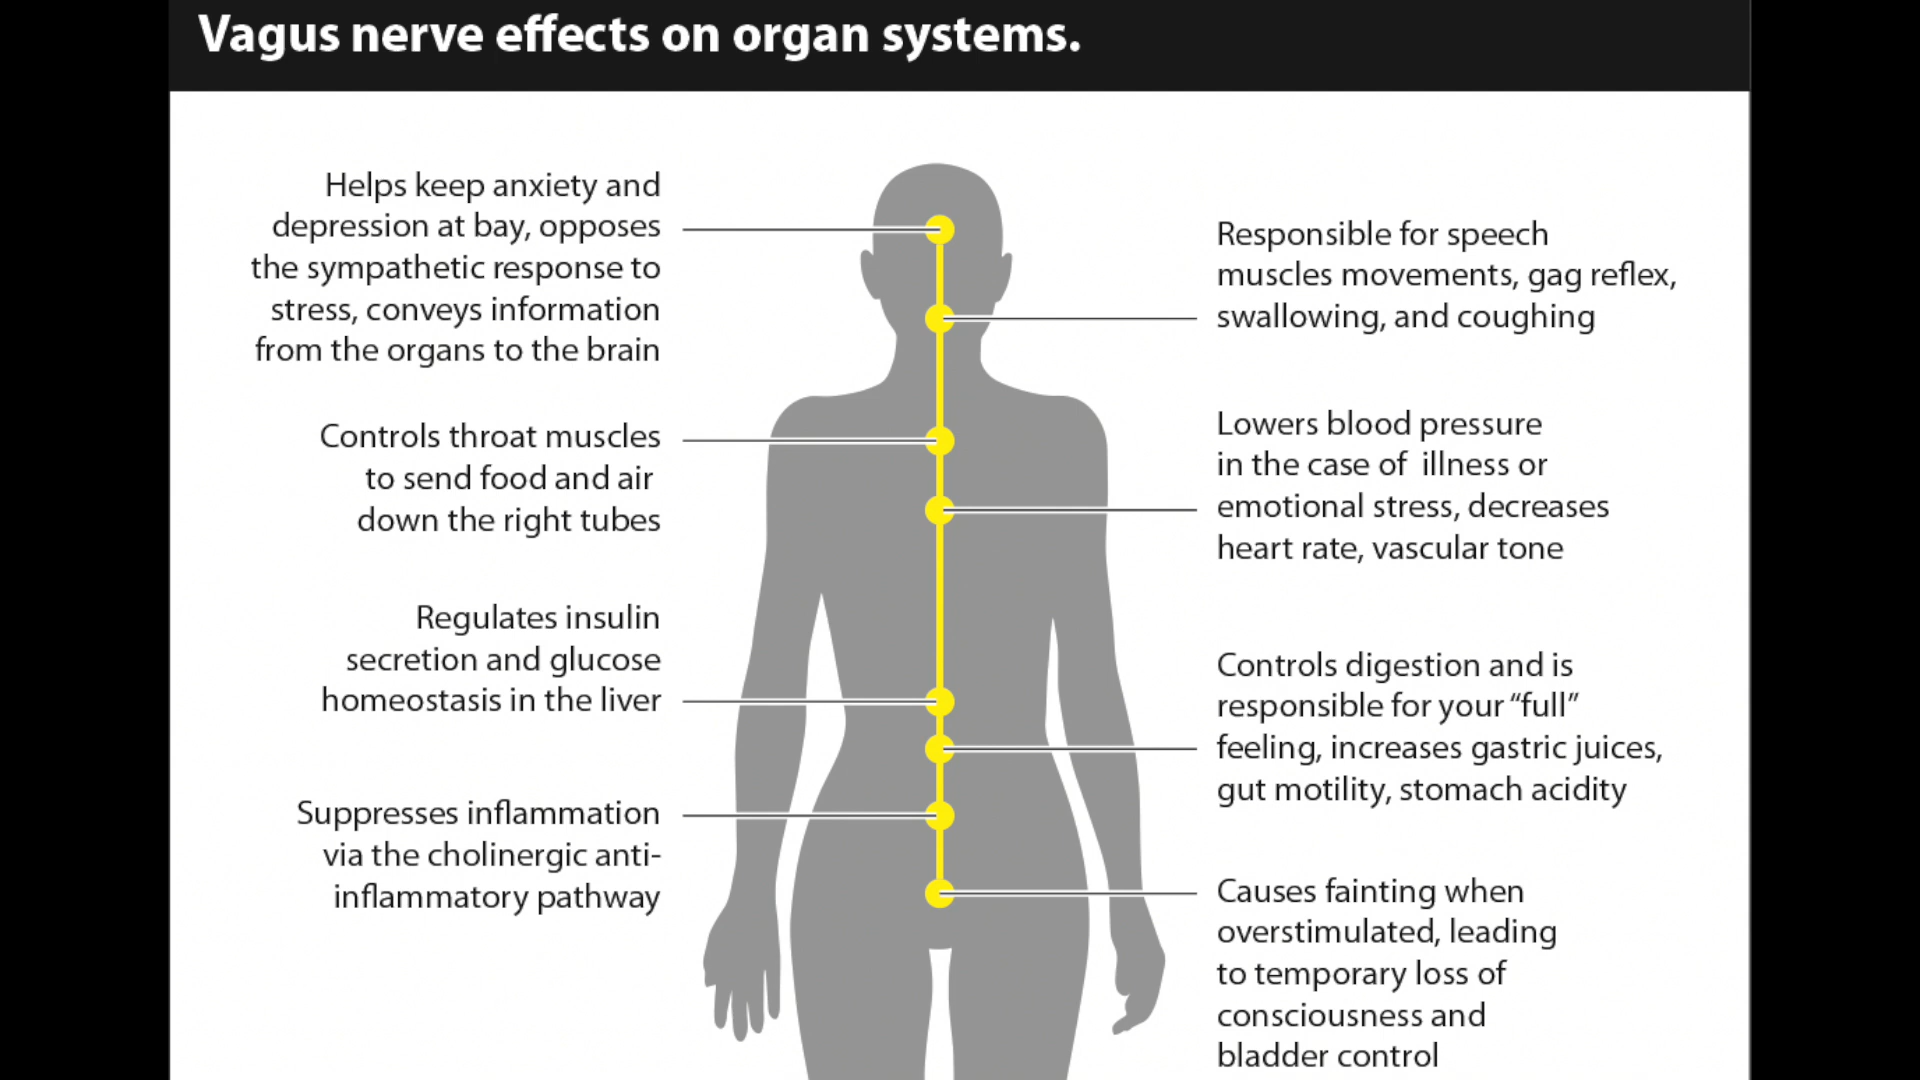 Vagus nerve effects on organ systems.
Helps keep anxiety and
depression at bay, opposes
the sympathetic response to
stress, conveys information
from the organs to the brain
Responsible for speech
muscles movements, gag reflex,
swallowing, and coughing
Controls throat muscles
to send food and air
down the right tubes
Lowers blood pressure
in the case of illness or
emotional stress, decreases
heart rate, vascular tone
Regulates insulin
secretion and glucose
homeostasis in the liver
Controls digestion and is
responsible for your “full”
feeling, increases gastric juices,
gut motility, stomach acidity
Suppresses inflammation
via the cholinergic anti-
inflammatory pathway
Causes fainting when
overstimulated, leading
to temporary loss of
consciousness and
bladder control